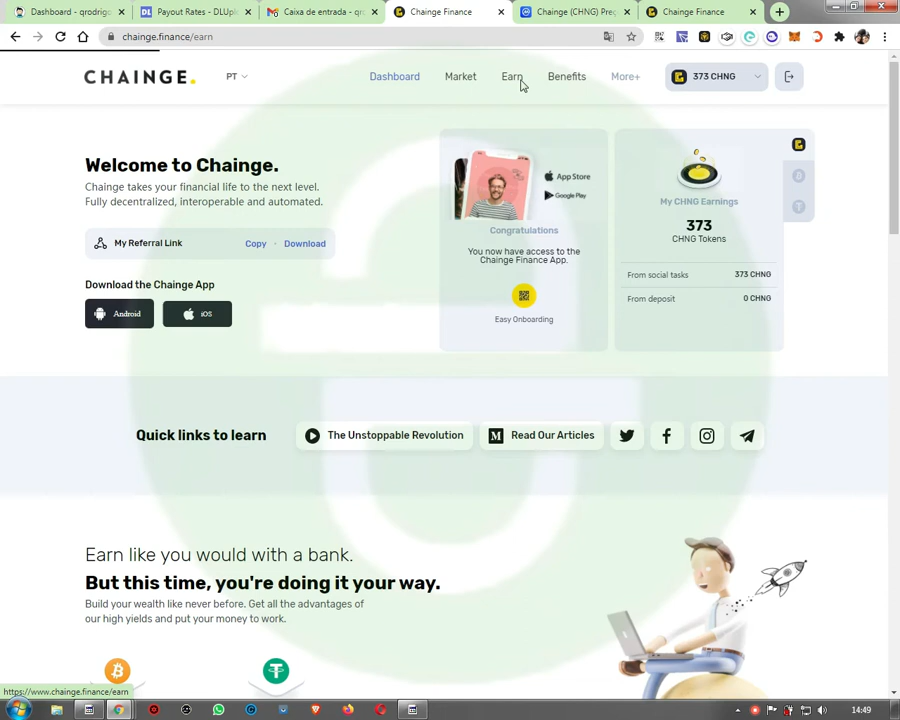 Dashboard - qrodrigo
Payout Rates - DLUpl
Caixa de entrada - qr
Chainge Finance
Chainge (CHNG) Pre
Chainge Finance
chainge.finance/earn
CHAINGE.
PT
Dashboard
Market
Earn
Benefits
More+
373 CHNG
Welcome to Chainge.
Chainge takes your financial life to the next level.
Fully decentralized, interoperable and automated.
My Referral Link
Copy · Download
Download the Chainge App
Android
iOS
App Store
Google Play
Congratulations
You now have access to the
Chainge Finance App.
Easy Onboarding
My CHNG Earnings
373
CHNG Tokens
From social tasks 373 CHNG
From deposit 0 CHNG
Quick links to learn
The Unstoppable Revolution
Read Our Articles
Earn like you would with a bank.
But this time, you're doing it your way.
Build your wealth like never before. Get all the advantages of
our high yields and put your money to work.
https://www.chainge.finance/earn
14:49